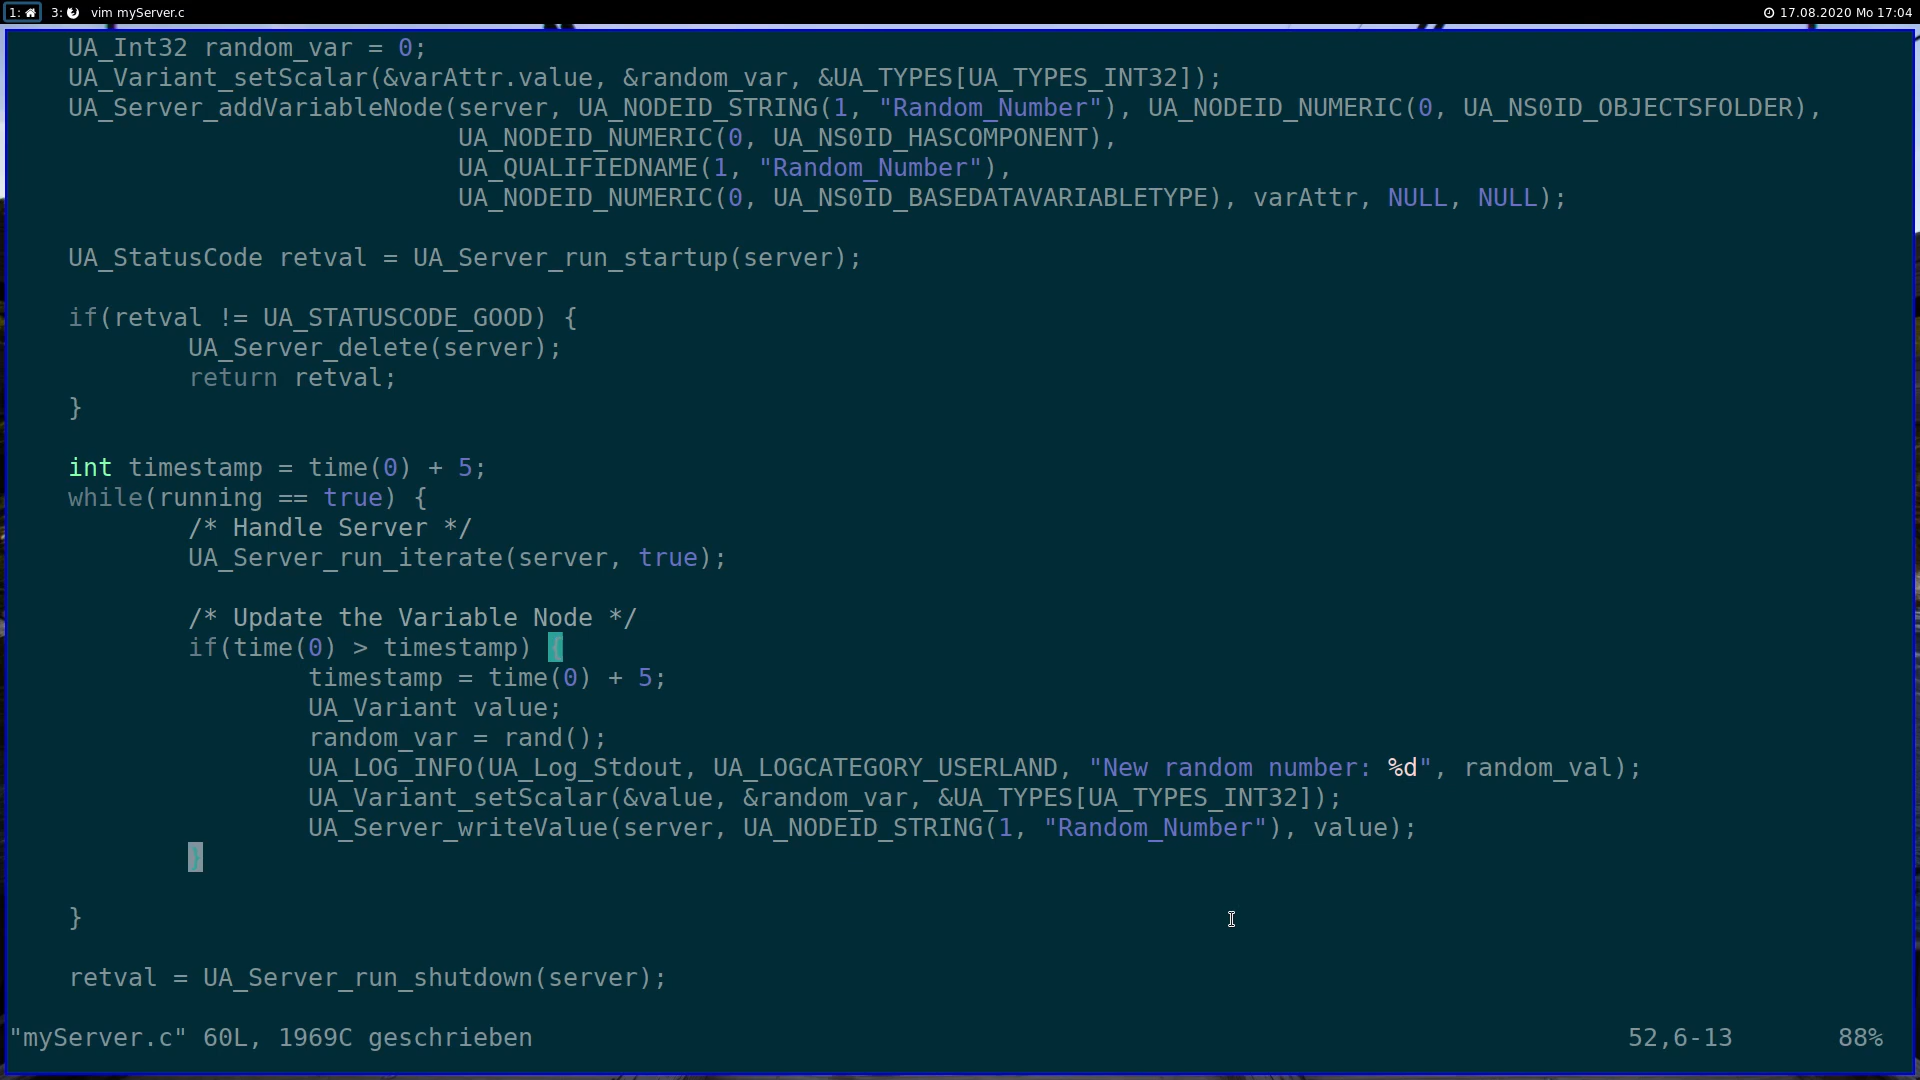 1: 3: vim myServer.c 17.08.2020 Mo 17:04
UA_Int32 random_var = 0;
UA_Variant_setScalar(&varAttr.value, &random_var, &UA_TYPES[UA_TYPES_INT32]);
UA_Server_addVariableNode(server, UA_NODEID_STRING(1, "Random_Number"), UA_NODEID_NUMERIC(0, UA_NS0ID_OBJECTSFOLDER),
UA_NODEID_NUMERIC(0, UA_NS0ID_HASCOMPONENT),
UA_QUALIFIEDNAME(1, "Random_Number"),
UA_NODEID_NUMERIC(0, UA_NS0ID_BASEDATAVARIABLETYPE), varAttr, NULL, NULL);
UA_StatusCode retval = UA_Server_run_startup(server);
if(retval != UA_STATUSCODE_GOOD) {
UA_Server_delete(server);
return retval;
}
int timestamp = time(0) + 5;
while(running == true) {
/* Handle Server */
UA_Server_run_iterate(server, true);
/* Update the Variable Node */
if(time(0) > timestamp) {
timestamp = time(0) + 5;
UA_Variant value;
random_var = rand();
UA_LOG_INFO(UA_Log_Stdout, UA_LOGCATEGORY_USERLAND, "New random number: %d", random_val);
UA_Variant_setScalar(&value, &random_var, &UA_TYPES[UA_TYPES_INT32]);
UA_Server_writeValue(server, UA_NODEID_STRING(1, "Random_Number"), value);
}
}
retval = UA_Server_run_shutdown(server);
"myServer.c" 60L, 1969C geschrieben 52,6-13 88%